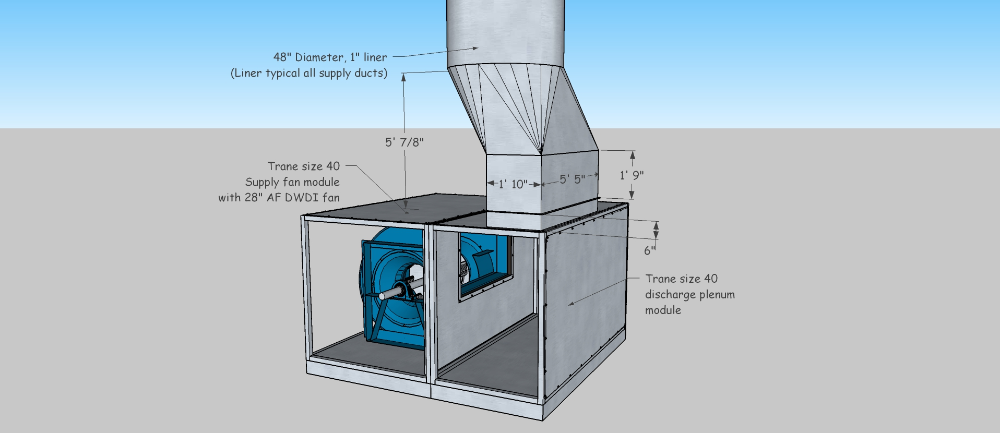 48" Diameter, 1" liner
(Liner typical all supply ducts)
5' 7/8"
Trane size 40
Supply fan module
with 28" AF DWDI fan
1' 10"
5' 5"
1' 9"
6"
Trane size 40
discharge plenum
module